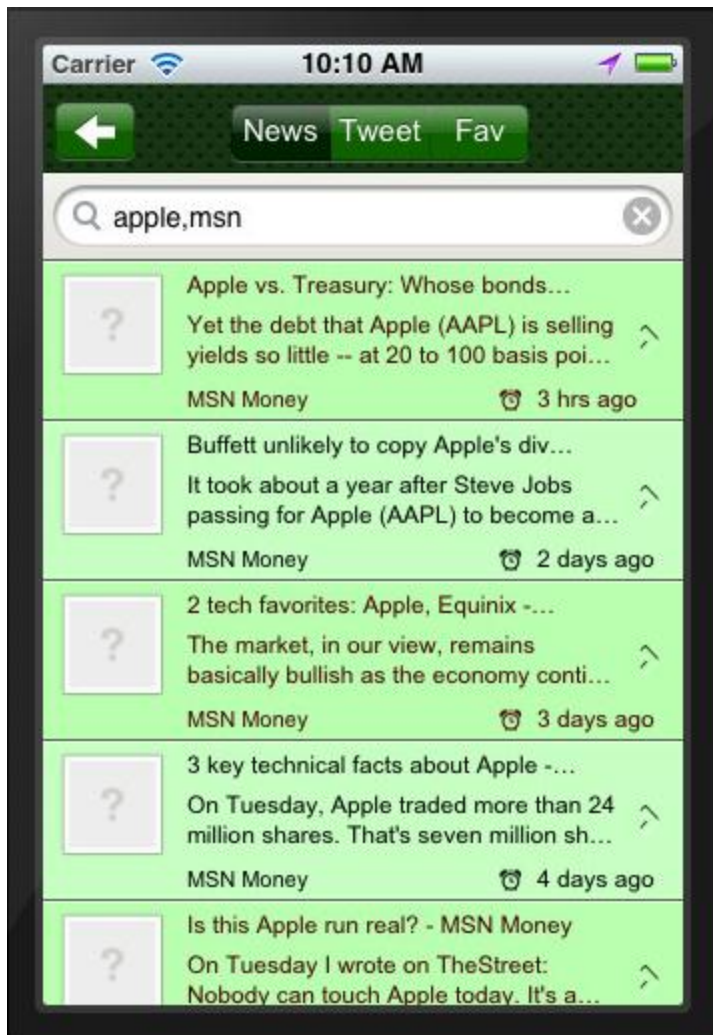 Carrier 10:10 AM
News Tweet Fav
apple,msn
Apple vs. Treasury: Whose bonds...
Yet the debt that Apple (AAPL) is selling
yields so little -- at 20 to 100 basis poi...
MSN Money 3 hrs ago
Buffett unlikely to copy Apple's div...
It took about a year after Steve Jobs
passing for Apple (AAPL) to become a...
MSN Money 2 days ago
2 tech favorites: Apple, Equinix -...
The market, in our view, remains
basically bullish as the economy conti...
MSN Money 3 days ago
3 key technical facts about Apple -...
On Tuesday, Apple traded more than 24
million shares. That's seven million sh...
MSN Money 4 days ago
Is this Apple run real? - MSN Money
On Tuesday I wrote on TheStreet:
Nobody can touch Apple today. It's a...